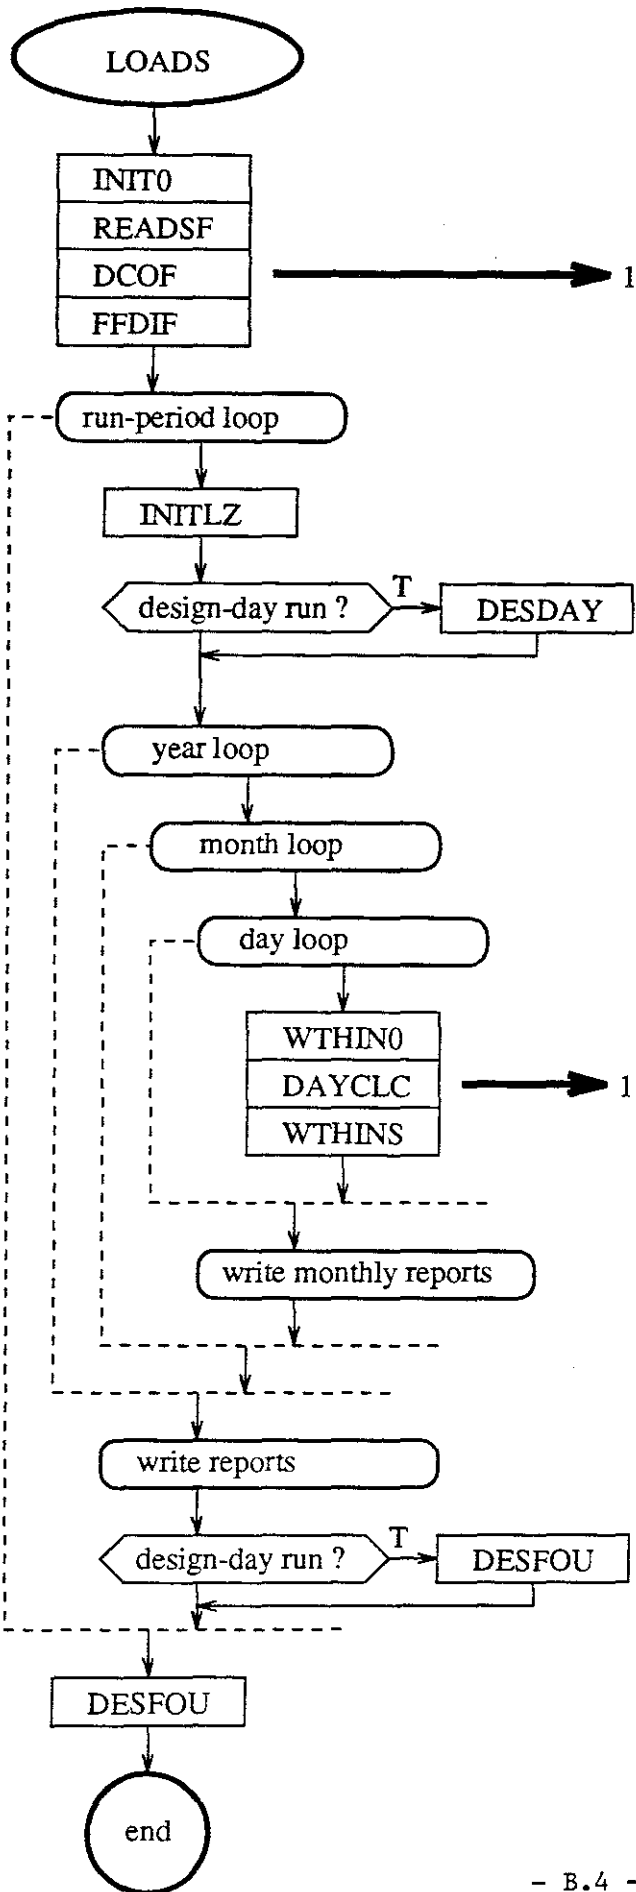 LOADS
INIT0
READSF
DCOF
1
FFDIF
run-period loop
INITLZ
design-day run ?
T
DESDAY
year loop
month loop
day loop
WTHIN0
DAYCLC
1
WTHINS
write monthly reports
write reports
design-day run ?
T
DESFOU
DESFOU
end
- B.4 -